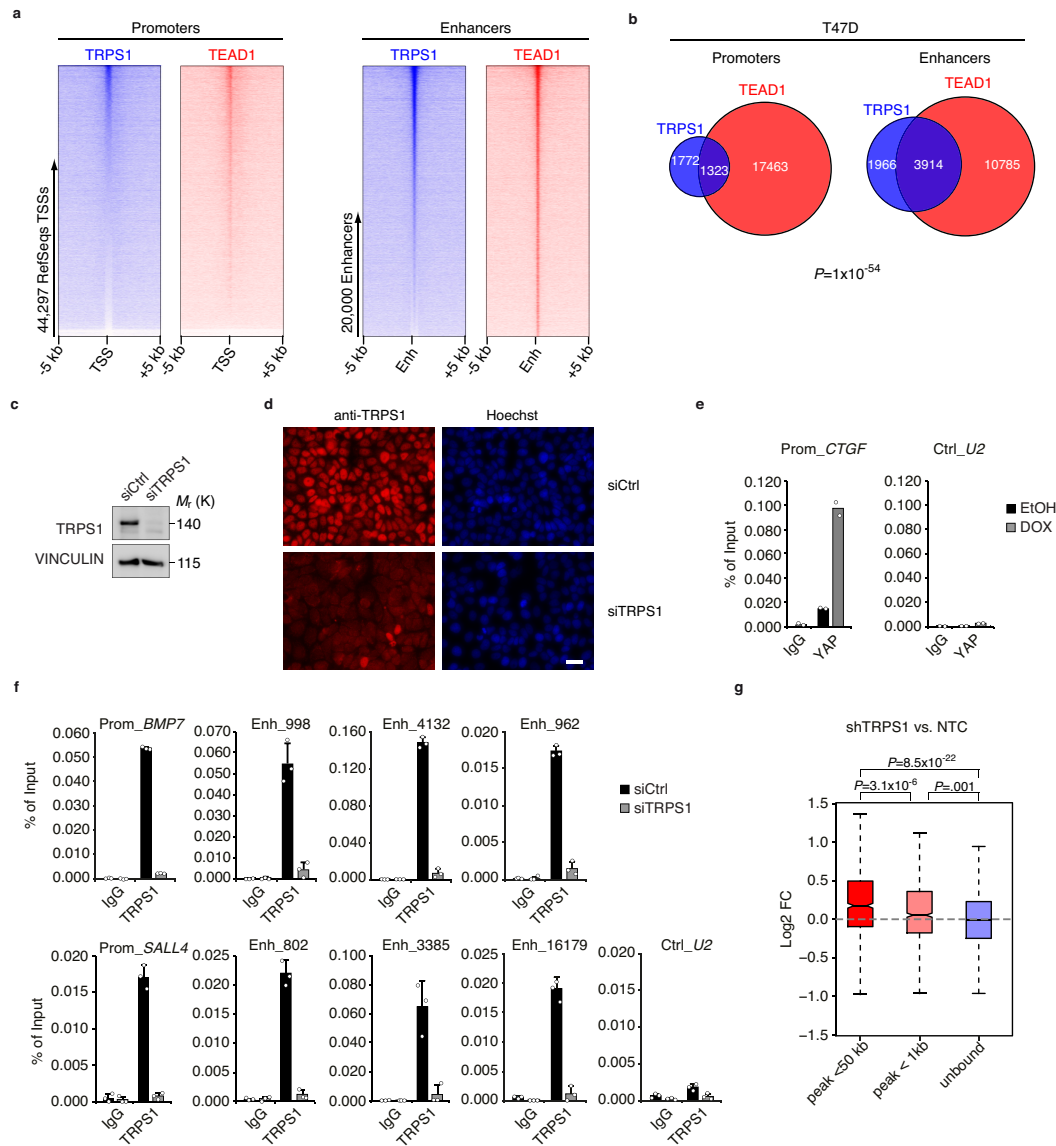 a
Promoters
TRPS1 TEAD1
44,297 RefSeqs TSSs
-5 kb TSS +5 kb -5 kb TSS +5 kb
Enhancers
TRPS1 TEAD1
20,000 Enhancers
-5 kb Enh +5 kb -5 kb Enh +5 kb
b
T47D
Promoters Enhancers
TEAD1 TEAD1
TRPS1 TRPS1
1772 1323 17463
1966 3914 10785
P=1x10-54
c
siCtrl siTRPS1
Mr (K)
TRPS1 140
VINCULIN 115
d
anti-TRPS1 Hoechst
siCtrl
siTRPS1
e
Prom_CTGF Ctrl_U2
% of Input
0.120 0.120
0.100 0.100
0.080 0.080
0.060 0.060
0.040 0.040
0.020 0.020
0.000 0.000
IgG YAP IgG YAP
EtOH
DOX
f
Prom_BMP7 Enh_998 Enh_4132 Enh_962
% of Input
0.060
0.050
0.040
0.030
0.020
0.010
0.000
IgG TRPS1
0.070
0.060
0.050
0.040
0.030
0.020
0.010
0.000
IgG TRPS1
0.160
0.120
0.080
0.040
0.000
IgG TRPS1
0.020
0.015
0.010
0.005
0.000
IgG TRPS1
siCtrl
siTRPS1
Prom_SALL4 Enh_802 Enh_3385 Enh_16179 Ctrl_U2
% of Input
0.020
0.015
0.010
0.005
0.000
IgG TRPS1
0.025
0.020
0.015
0.010
0.005
0.000
IgG TRPS1
0.100
0.080
0.060
0.040
0.020
0.000
IgG TRPS1
0.025
0.020
0.015
0.010
0.005
0.000
IgG TRPS1
0.020
0.015
0.010
0.005
0.000
IgG TRPS1
g
shTRPS1 vs. NTC
P=8.5x10-22
P=3.1x10-6 P=.001
Log2 FC
1.5
1.0
0.5
0.0
−0.5
−1.0
−1.5
peak <50 kb peak < 1kb unbound